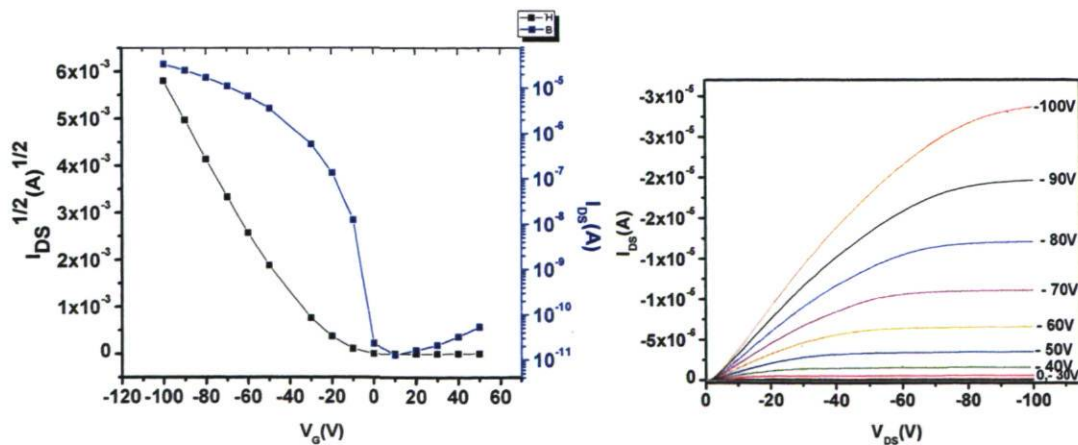 H
B
6x10⁻³
5x10⁻³
4x10⁻³
3x10⁻³
2x10⁻³
1x10⁻³
0
I_DS^1/2(A)^1/2
10⁻⁵
10⁻⁶
10⁻⁷
10⁻⁸
10⁻⁹
10⁻¹⁰
10⁻¹¹
I_DS(A)
-120 -100 -80 -60 -40 -20 0 20 40 60
V_G(V)
-3x10⁻⁵
-3x10⁻⁵
-2x10⁻⁵
-2x10⁻⁵
-1x10⁻⁵
-1x10⁻⁵
-5x10⁻⁶
0
I_DS(A)
-100V
- 90V
- 80V
- 70V
- 60V
- 50V
- 40V
0,- 30V
0 -20 -40 -60 -80 -100
V_DS(V)